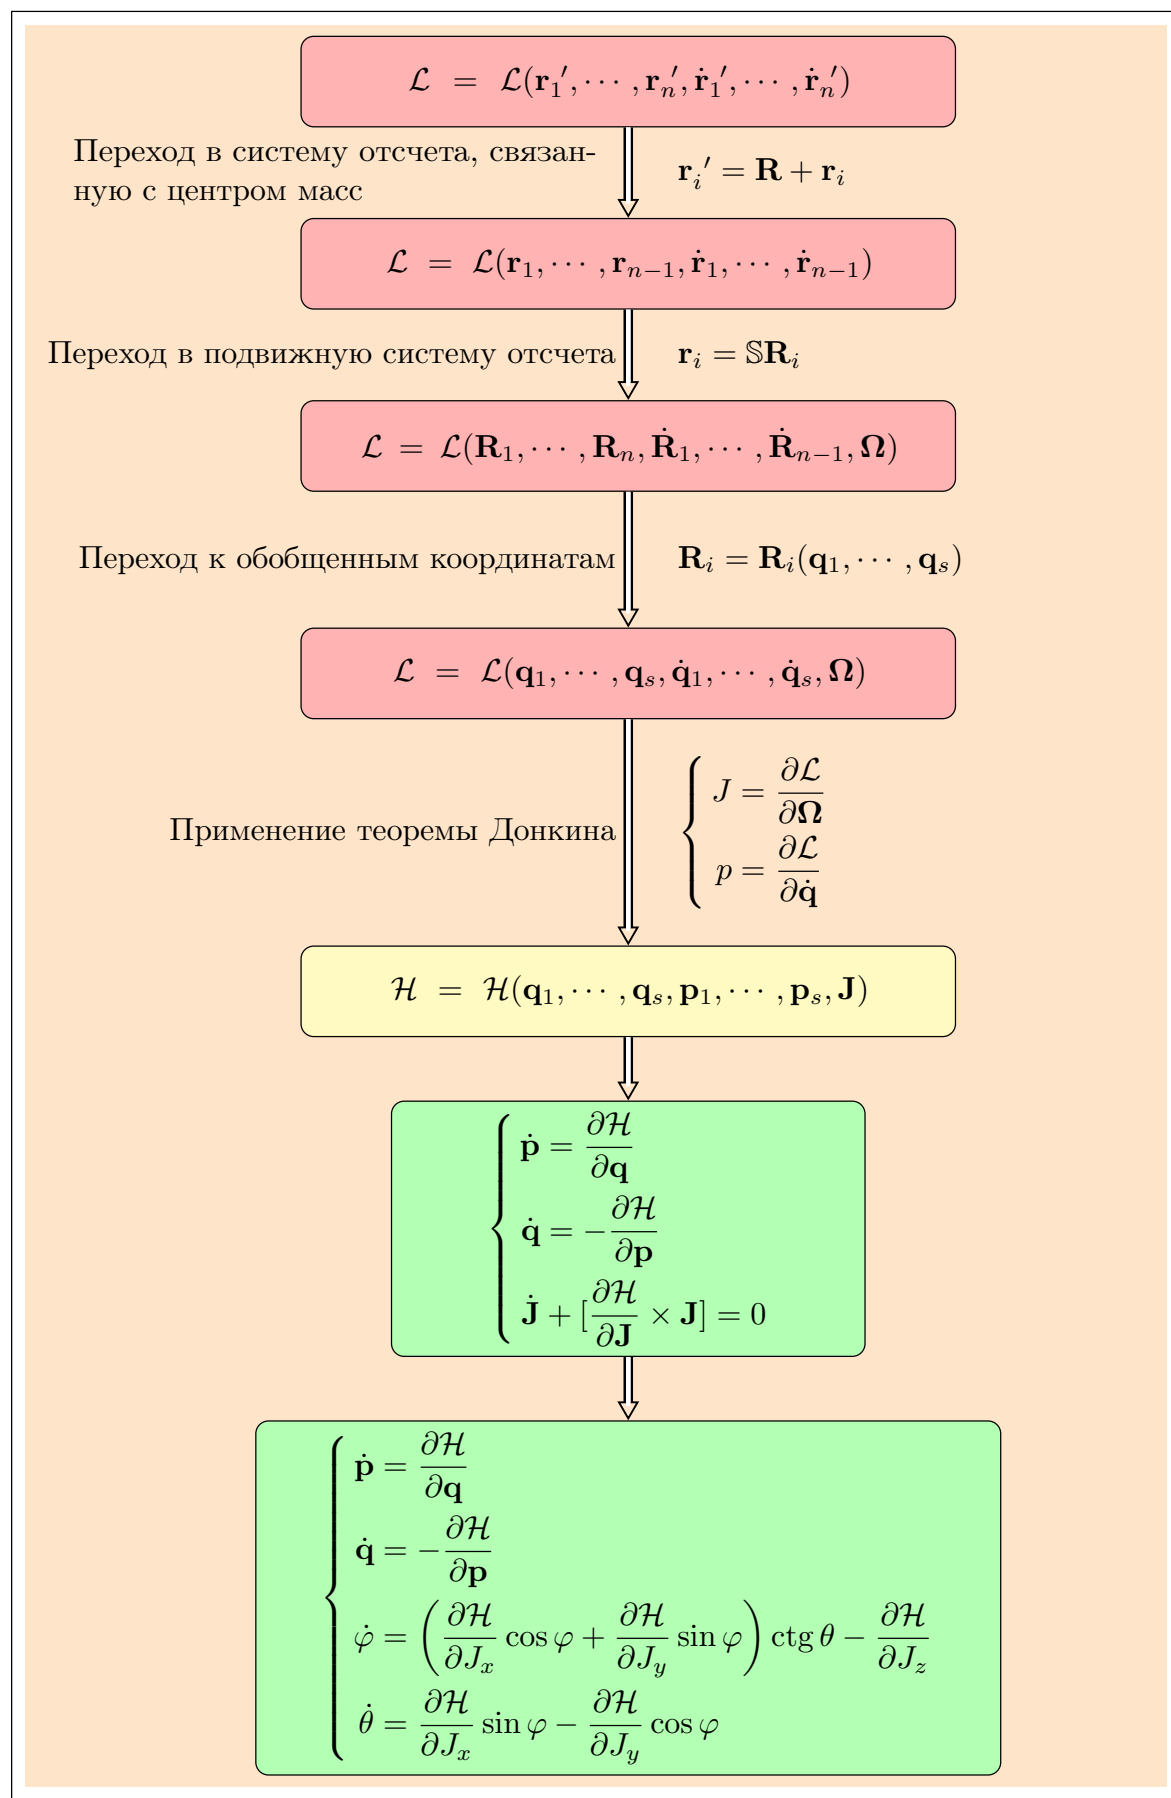 ℒ = ℒ(𝐫₁′, ⋯ , 𝐫ₙ′, 𝐫̇₁′, ⋯ , 𝐫̇ₙ′)
Переход в систему отсчета, связан-
ную с центром масс
𝐫ᵢ′ = 𝐑 + 𝐫ᵢ
ℒ = ℒ(𝐫₁, ⋯ , 𝐫ₙ₋₁, 𝐫̇₁, ⋯ , 𝐫̇ₙ₋₁)
Переход в подвижную систему отсчета
𝐫ᵢ = 𝕊𝐑ᵢ
ℒ = ℒ(𝐑₁, ⋯ , 𝐑ₙ, 𝐑̇₁, ⋯ , 𝐑̇ₙ₋₁, 𝛀)
Переход к обобщенным координатам
𝐑ᵢ = 𝐑ᵢ(𝐪₁, ⋯ , 𝐪ₛ)
ℒ = ℒ(𝐪₁, ⋯ , 𝐪ₛ, 𝐪̇₁, ⋯ , 𝐪̇ₛ, 𝛀)
Применение теоремы Донкина
J = ∂ℒ/∂𝛀
p = ∂ℒ/∂𝐪̇
ℋ = ℋ(𝐪₁, ⋯ , 𝐪ₛ, 𝐩₁, ⋯ , 𝐩ₛ, 𝐉)
𝐩̇ = ∂ℋ/∂𝐪
𝐪̇ = −∂ℋ/∂𝐩
𝐉̇ + [∂ℋ/∂𝐉 × 𝐉] = 0
𝐩̇ = ∂ℋ/∂𝐪
𝐪̇ = −∂ℋ/∂𝐩
φ̇ = (∂ℋ/∂Jₓ cos φ + ∂ℋ/∂J_y sin φ) ctg θ − ∂ℋ/∂J_z
θ̇ = ∂ℋ/∂Jₓ sin φ − ∂ℋ/∂J_y cos φ